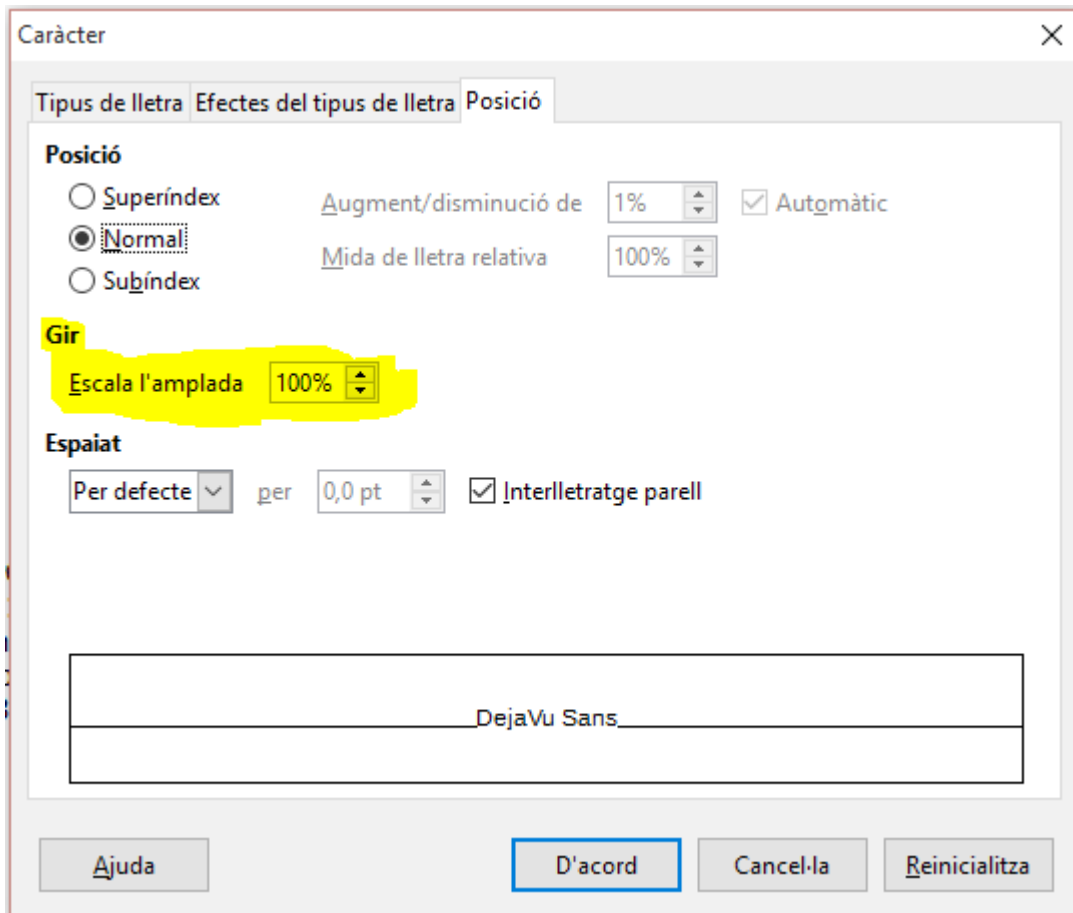 Caràcter
Tipus de lletra Efectes del tipus de lletra Posició
Posició
Superíndex Augment/disminució de 1% Automàtic
Normal Mida de lletra relativa 100%
Subíndex
Gir
Escala l'amplada 100%
Espaiat
Per defecte per 0,0 pt Interlletratge parell
DejaVu Sans
Ajuda D'acord Cancel·la Reinicialitza